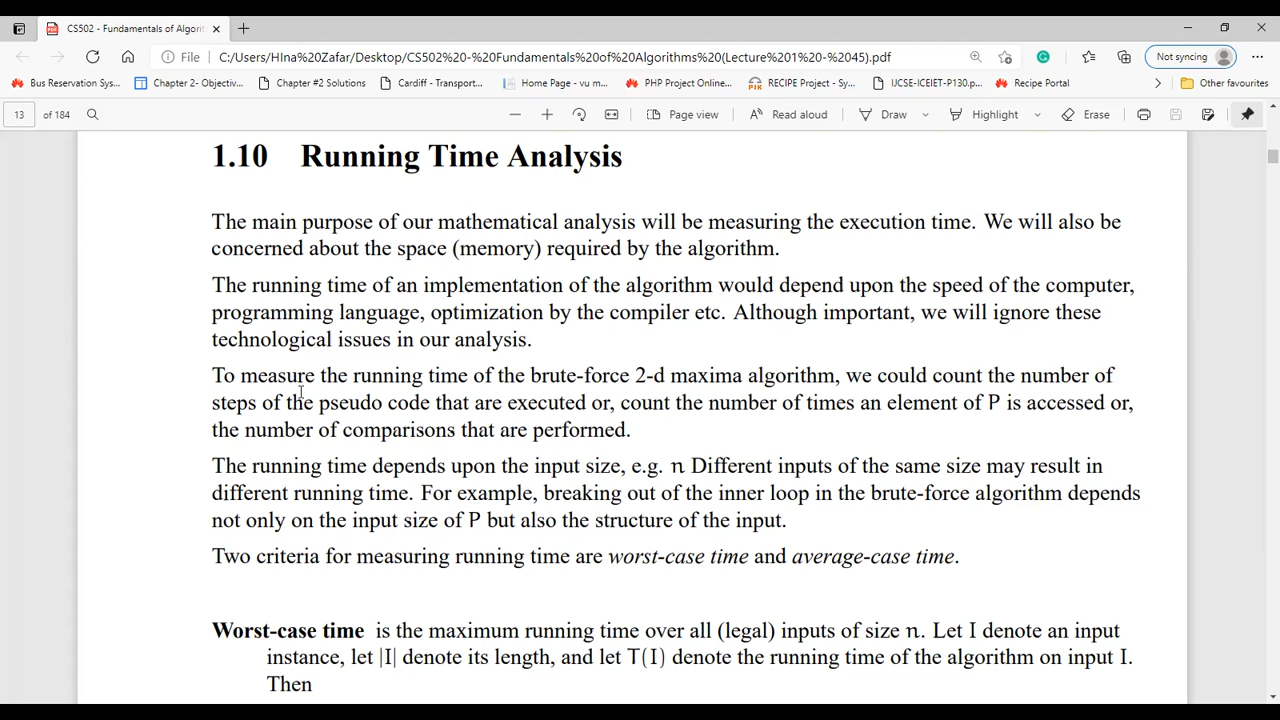 CS502 - Fundamentals of Algorit
File
C:/Users/HIna%20Zafar/Desktop/CS502%20-%20Fundamentals%20of%20Algorithms%20(Lecture%201%20-%2045).pdf
Not syncing
Bus Reservation Sys...
Chapter 2- Objectiv...
Chapter #2 Solutions
Cardiff - Transport...
Home Page - vu m...
PHP Project Online...
RECIPE Project - Sy...
IJCSE-ICEIET-P130.p...
Recipe Portal
Other favourites
13 of 184
Page view
Read aloud
Draw
Highlight
Erase
1.10 Running Time Analysis
The main purpose of our mathematical analysis will be measuring the execution time. We will also be
concerned about the space (memory) required by the algorithm.
The running time of an implementation of the algorithm would depend upon the speed of the computer,
programming language, optimization by the compiler etc. Although important, we will ignore these
technological issues in our analysis.
To measure the running time of the brute-force 2-d maxima algorithm, we could count the number of
steps of the pseudo code that are executed or, count the number of times an element of P is accessed or,
the number of comparisons that are performed.
The running time depends upon the input size, e.g. n Different inputs of the same size may result in
different running time. For example, breaking out of the inner loop in the brute-force algorithm depends
not only on the input size of P but also the structure of the input.
Two criteria for measuring running time are worst-case time and average-case time.
Worst-case time is the maximum running time over all (legal) inputs of size n. Let I denote an input
instance, let |I| denote its length, and let T(I) denote the running time of the algorithm on input I.
Then